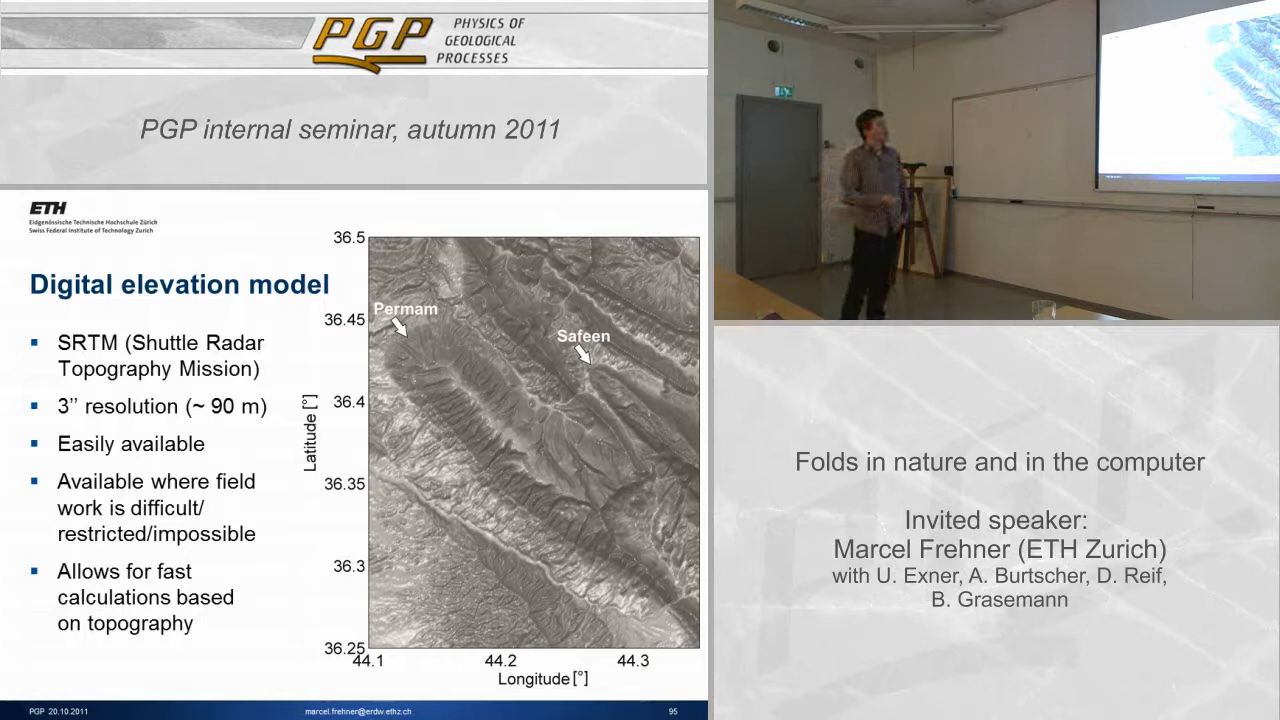 PGP
PHYSICS OF
GEOLOGICAL
PROCESSES
PGP internal seminar, autumn 2011
ETH
Eidgenössische Technische Hochschule Zürich
Swiss Federal Institute of Technology Zurich
Digital elevation model
▪ SRTM (Shuttle Radar
Topography Mission)
▪ 3’’ resolution (~ 90 m)
▪ Easily available
▪ Available where field
work is difficult/
restricted/impossible
▪ Allows for fast
calculations based
on topography
36.5
36.45
36.4
36.35
36.3
36.25
Latitude [°]
Permam
Safeen
44.1
44.2
44.3
Longitude [°]
PGP 20.10.2011
marcel.frehner@erdw.ethz.ch
95
Folds in nature and in the computer
Invited speaker:
Marcel Frehner (ETH Zurich)
with U. Exner, A. Burtscher, D. Reif,
B. Grasemann